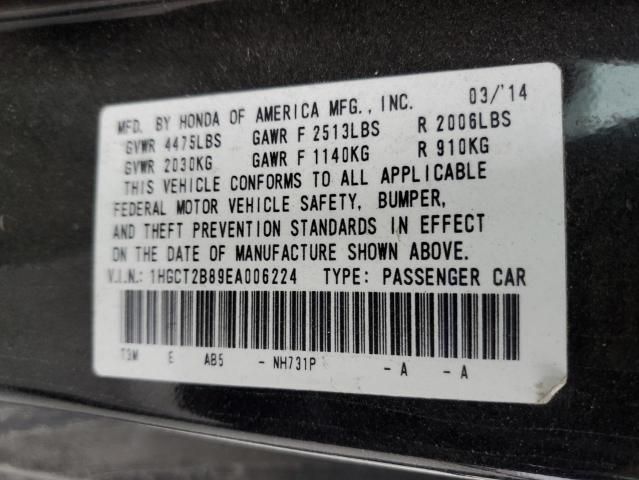 MFD. BY HONDA OF AMERICA MFG., INC. 03/'14
GVWR 4475LBS GAWR F 2513LBS R 2006LBS
GVWR 2030KG GAWR F 1140KG R 910KG
THIS VEHICLE CONFORMS TO ALL APPLICABLE
FEDERAL MOTOR VEHICLE SAFETY, BUMPER,
AND THEFT PREVENTION STANDARDS IN EFFECT
ON THE DATE OF MANUFACTURE SHOWN ABOVE.
V.I.N.: 1HGCT2B89EA006224 TYPE: PASSENGER CAR
T3M E AB5 - NH731P - A - A